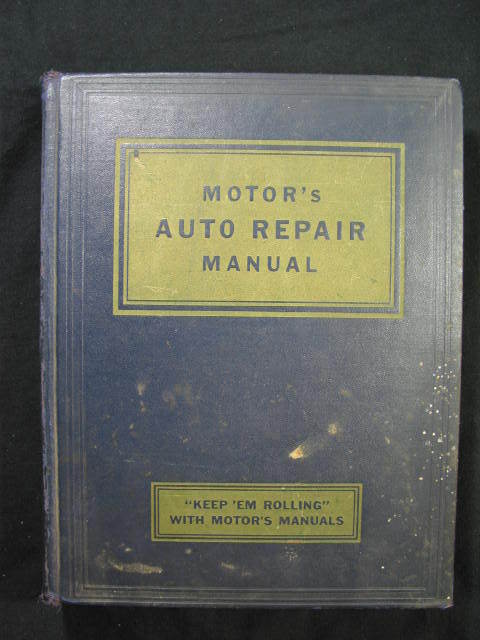 MOTOR's
AUTO REPAIR
MANUAL
"KEEP 'EM ROLLING"
WITH MOTOR'S MANUALS